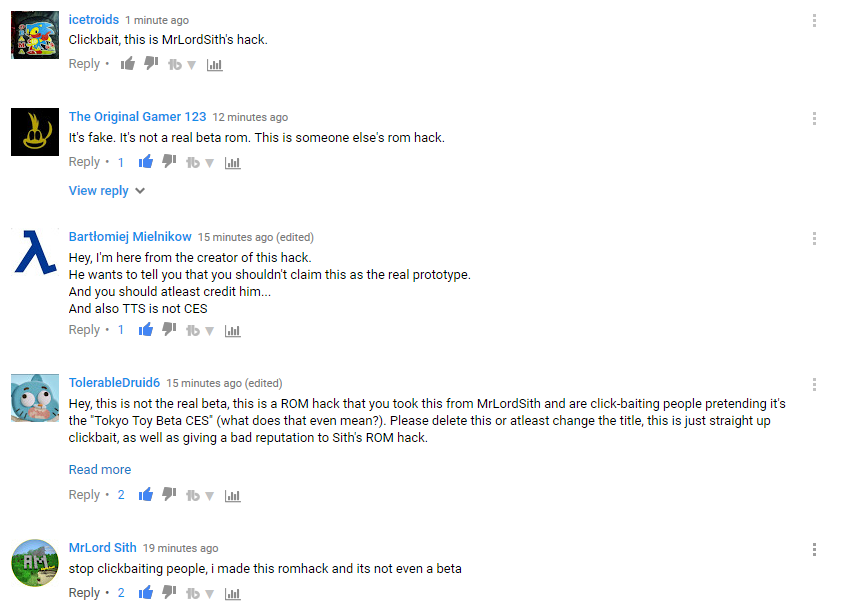 icetroids 1 minute ago
Clickbait, this is MrLordSith's hack.
Reply •
The Original Gamer 123 12 minutes ago
It's fake. It's not a real beta rom. This is someone else's rom hack.
Reply • 1
View reply
Bartłomiej Mielnikow 15 minutes ago (edited)
Hey, I'm here from the creator of this hack.
He wants to tell you that you shouldn't claim this as the real prototype.
And you should atleast credit him...
And also TTS is not CES
Reply • 1
TolerableDruid6 15 minutes ago (edited)
Hey, this is not the real beta, this is a ROM hack that you took this from MrLordSith and are click-baiting people pretending it's
the "Tokyo Toy Beta CES" (what does that even mean?). Please delete this or atleast change the title, this is just straight up
clickbait, as well as giving a bad reputation to Sith's ROM hack.
Read more
Reply • 2
MrLord Sith 19 minutes ago
AM
stop clickbaiting people, i made this romhack and its not even a beta
Reply • 2